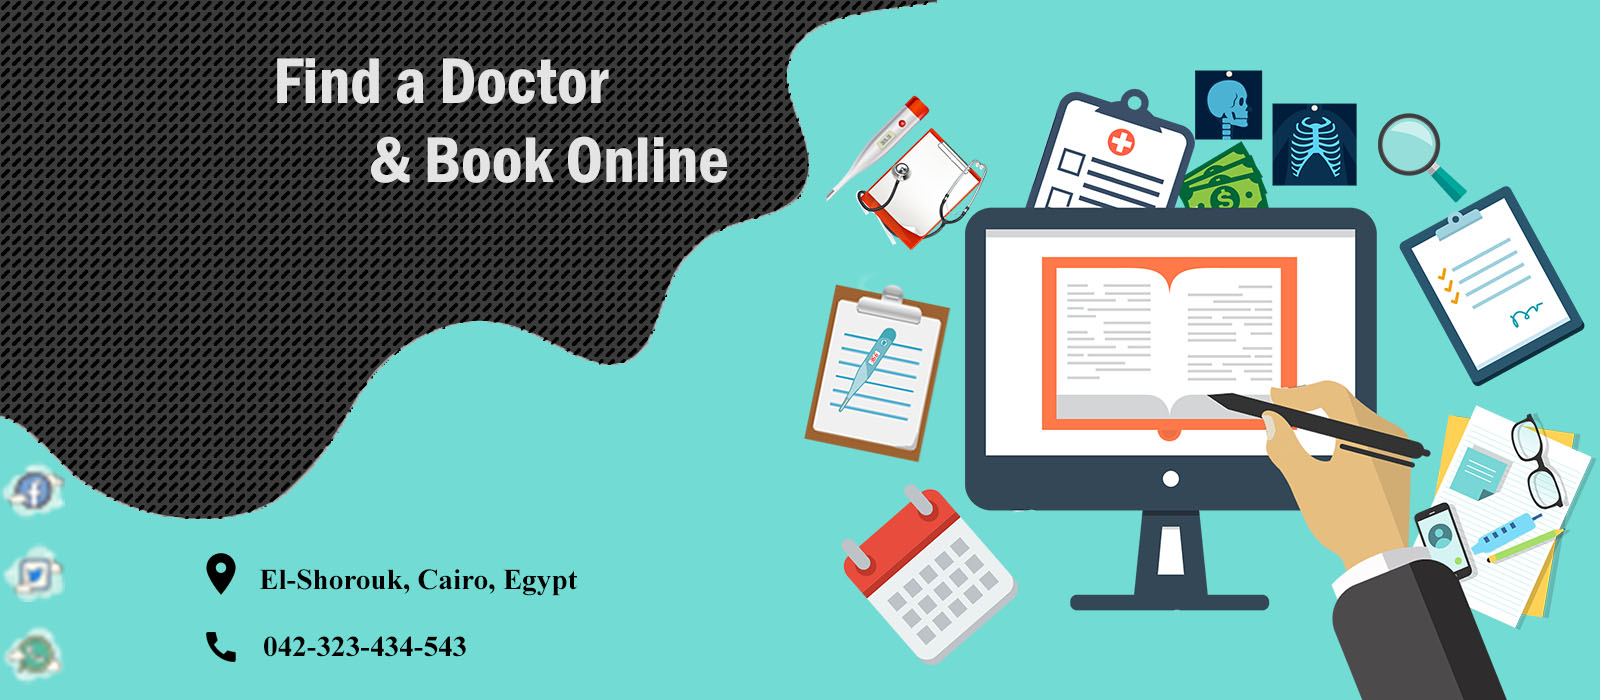 Find a Doctor
& Book Online
El-Shorouk, Cairo, Egypt
042-323-434-543